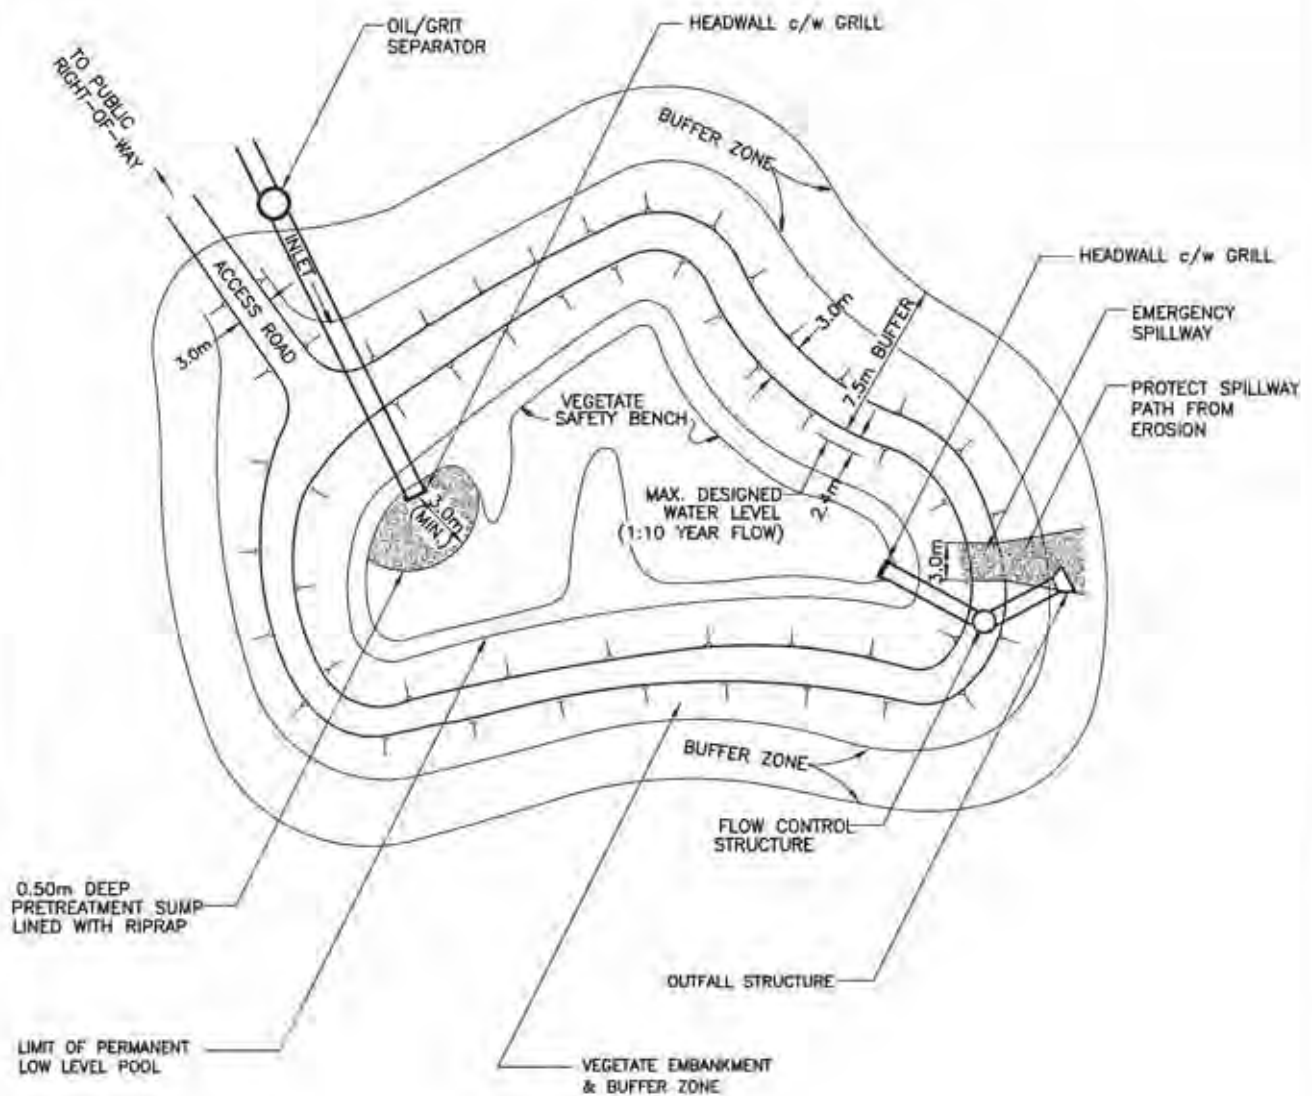 OIL/GRIT
SEPARATOR
HEADWALL c/w GRILL
TO PUBLIC
RIGHT-OF-WAY
BUFFER ZONE
INLET
ACCESS ROAD
3.0m
HEADWALL c/w GRILL
3.0m
7.5m BUFFER
EMERGENCY
SPILLWAY
PROTECT SPILLWAY
PATH FROM
EROSION
VEGETATE
SAFETY BENCH
MAX. DESIGNED
WATER LEVEL
(1:10 YEAR FLOW)
2.4m
3.0m
(MIN.)
3.0m
BUFFER ZONE
FLOW CONTROL
STRUCTURE
0.50m DEEP
PRETREATMENT SUMP
LINED WITH RIPRAP
OUTFALL STRUCTURE
LIMIT OF PERMANENT
LOW LEVEL POOL
VEGETATE EMBANKMENT
& BUFFER ZONE